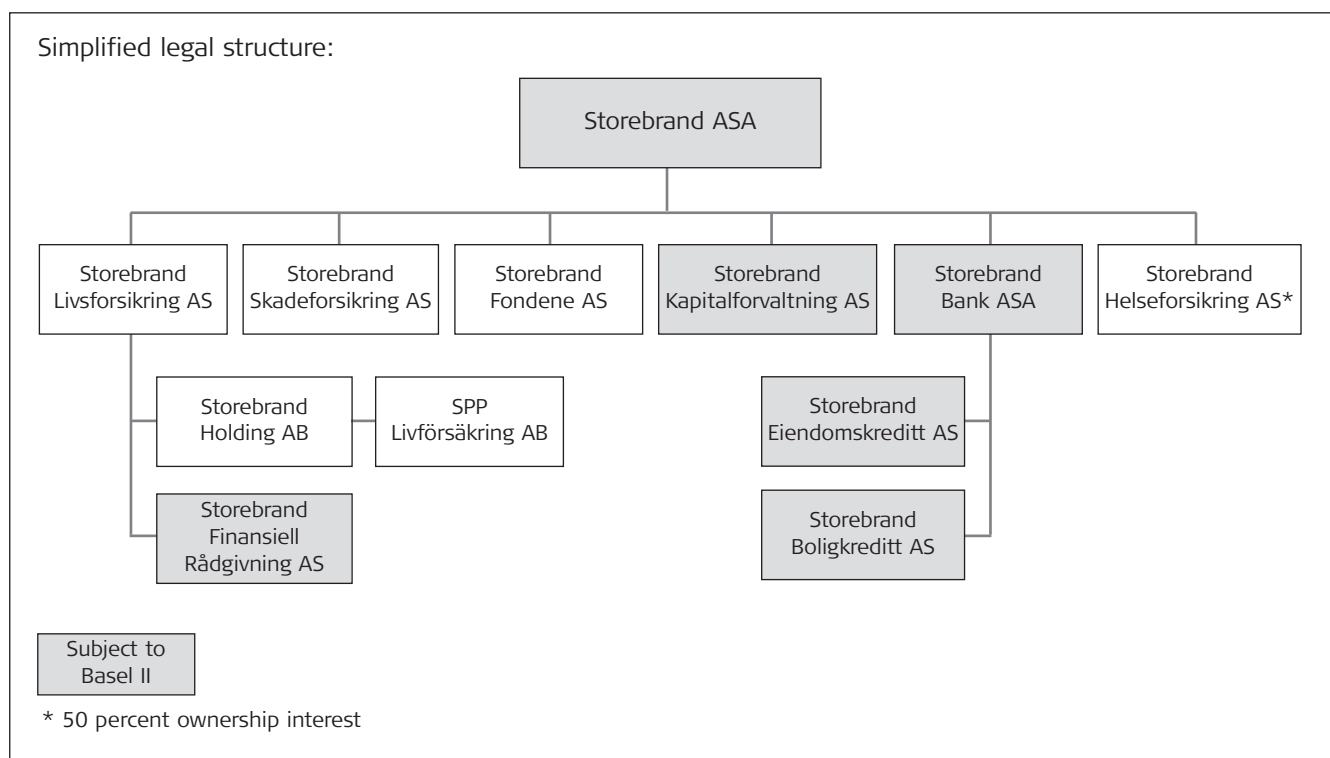 Simplified legal structure:
Storebrand ASA
Storebrand
Livsforsikring AS
Storebrand
Skadeforsikring AS
Storebrand
Fondene AS
Storebrand
Kapitalforvaltning AS
Storebrand
Bank ASA
Storebrand
Helseforsikring AS*
Storebrand
Holding AB
SPP
Livförsäkring AB
Storebrand
Eiendomskreditt AS
Storebrand
Finansiell
Rådgivning AS
Storebrand
Boligkreditt AS
Subject to
Basel II
* 50 percent ownership interest